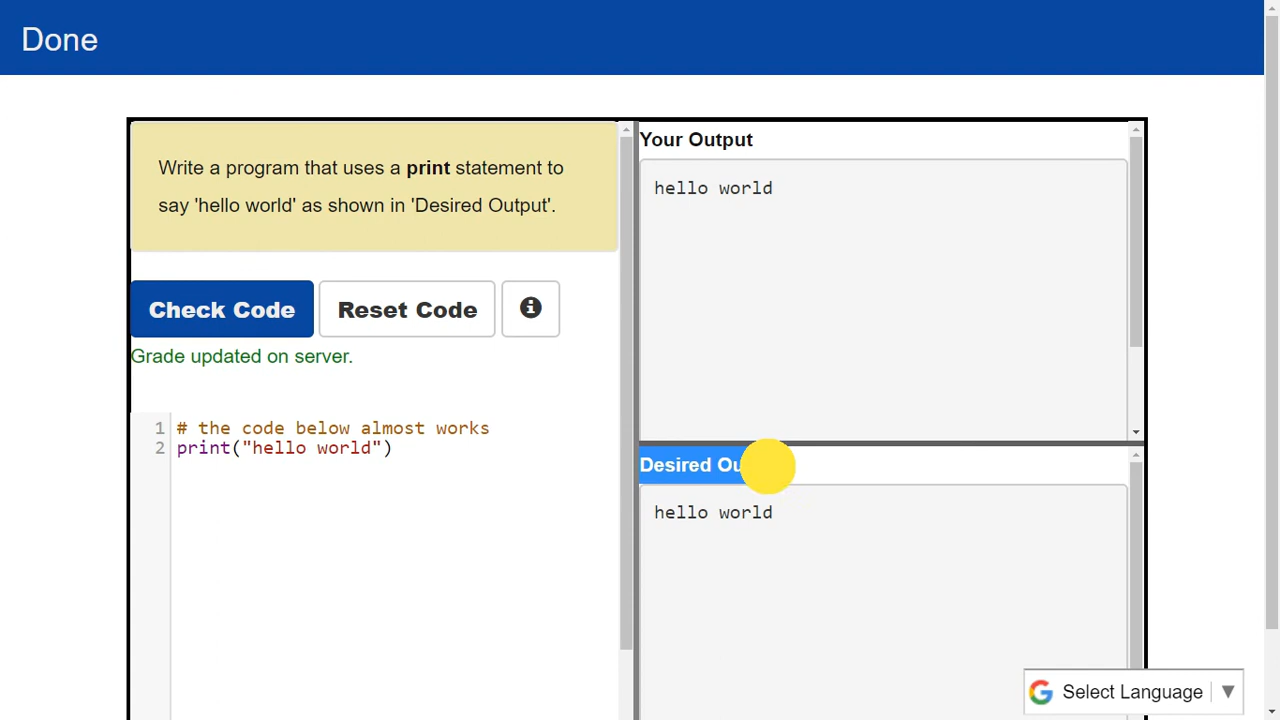 Done
Write a program that uses a print statement to
say 'hello world' as shown in 'Desired Output'.
Check Code
Reset Code
Grade updated on server.
1 # the code below almost works
2 print("hello world")
Your Output
hello world
Desired Ou
hello world
Select Language